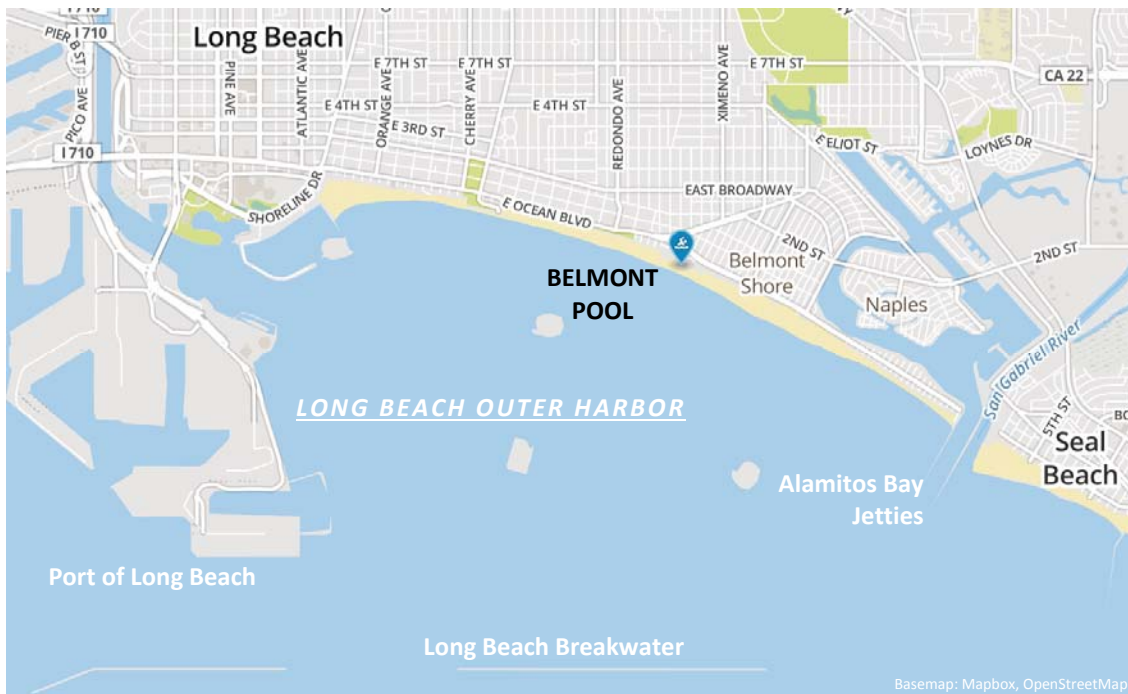 Long Beach
I 710
PIER B ST
I 710
PICO AVE
I 710
PINE AVE
ATLANTIC AVE
ORANGE AVE
CHERRY AVE
REDONDO AVE
XIMENO AVE
E 7TH ST
E 7TH ST
CA 22
E 4TH ST
E 4TH ST
E 3RD ST
E ELIOT ST
LOYNES DR
SHORELINE DR
E OCEAN BLVD
EAST BROADWAY
2ND ST
2ND ST
Belmont
Shore
Naples
BELMONT
POOL
San Gabriel River
5TH ST
Seal
Beach
LONG BEACH OUTER HARBOR
Alamitos Bay
Jetties
Port of Long Beach
Long Beach Breakwater
Basemap: Mapbox, OpenStreetMap